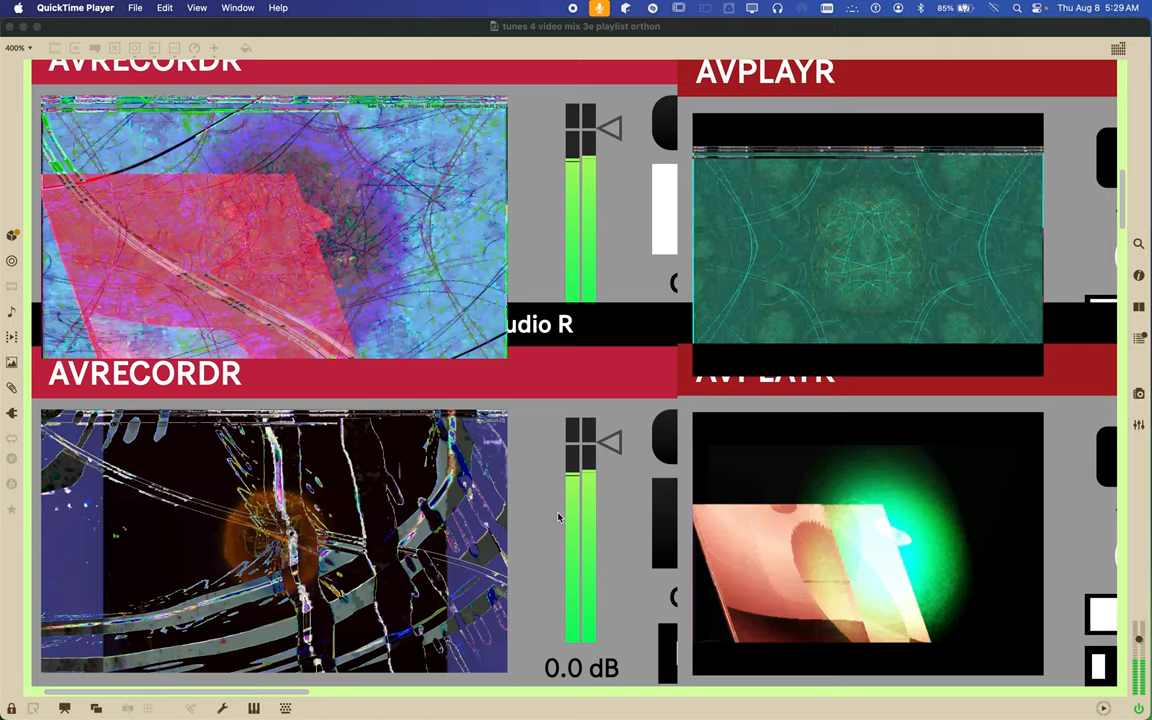 QuickTime Player File Edit View Window Help 85% Thu Aug 8 5:29 AM
tunes 4 video mix 3e playlist orthon
400%
AVRECORDR
AVPLAYR
udio R
AVRECORDR
AVPLAYR
0.0 dB